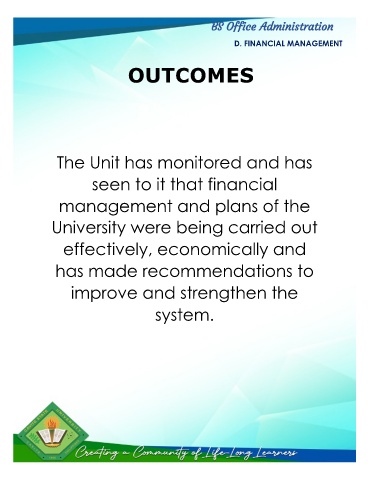 BS Office Administration
D. FINANCIAL MANAGEMENT
OUTCOMES
The Unit has monitored and has
seen to it that financial
management and plans of the
University were being carried out
effectively, economically and
has made recommendations to
improve and strengthen the
system.
Creating a Community of Life-Long Learners